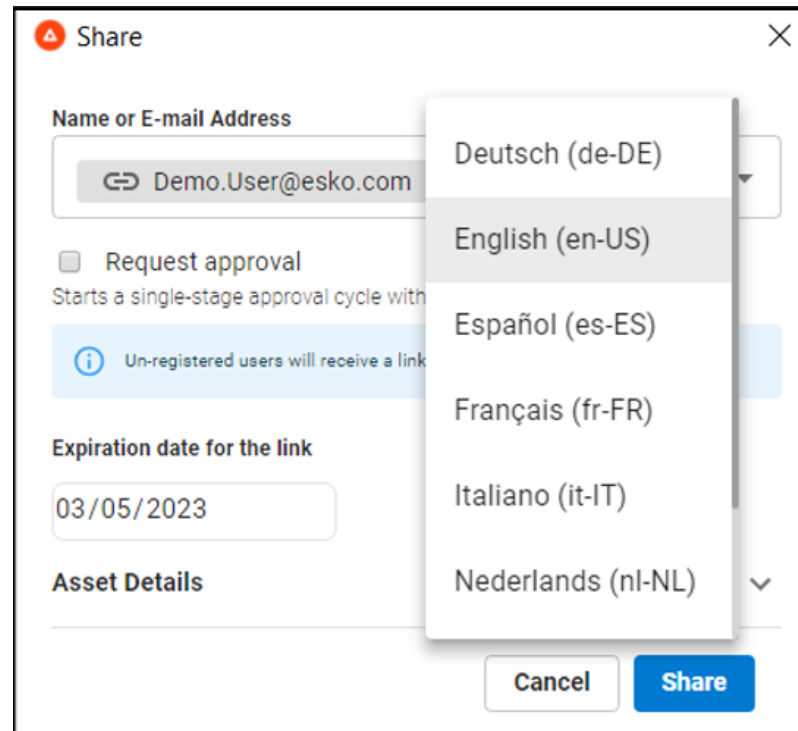 Share
Name or E-mail Address
Demo.User@esko.com
Request approval
Starts a single-stage approval cycle with
Un-registered users will receive a link
Expiration date for the link
03/05/2023
Asset Details
Deutsch (de-DE)
English (en-US)
Español (es-ES)
Français (fr-FR)
Italiano (it-IT)
Nederlands (nl-NL)
Cancel
Share